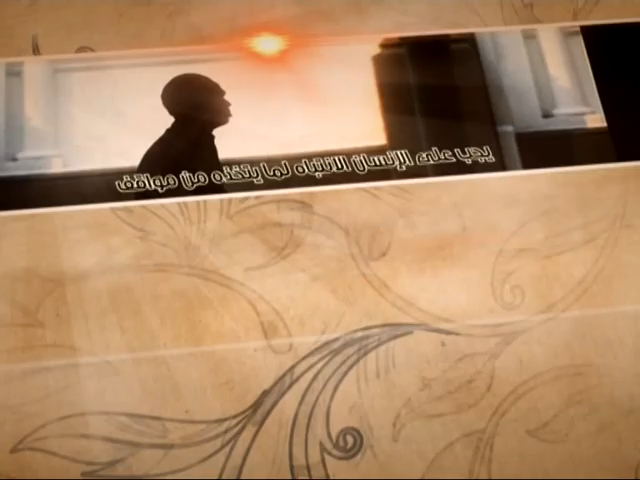 يجب على الإنسان الانتباه لما يتخذه من مواقف